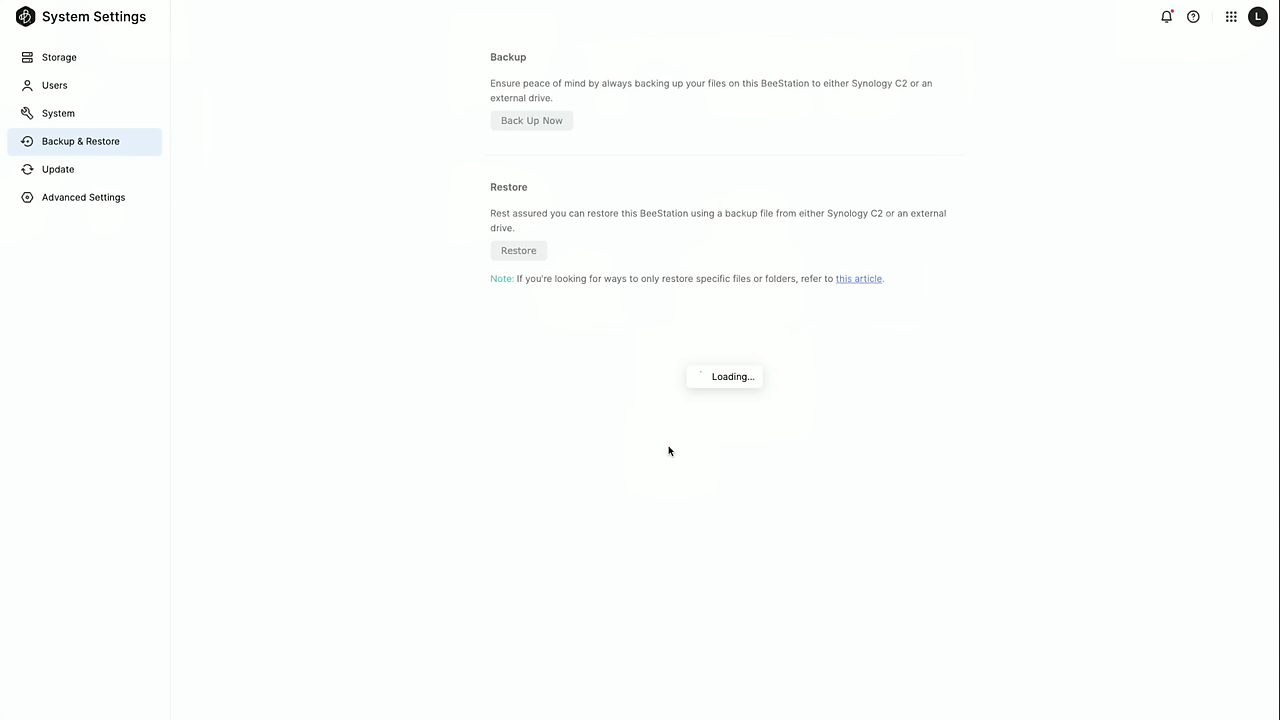 System Settings
L
Storage
Users
System
Backup & Restore
Update
Advanced Settings
Backup
Ensure peace of mind by always backing up your files on this BeeStation to either Synology C2 or an
external drive.
Back Up Now
Restore
Rest assured you can restore this BeeStation using a backup file from either Synology C2 or an external
drive.
Restore
Note: If you're looking for ways to only restore specific files or folders, refer to this article.
Loading...